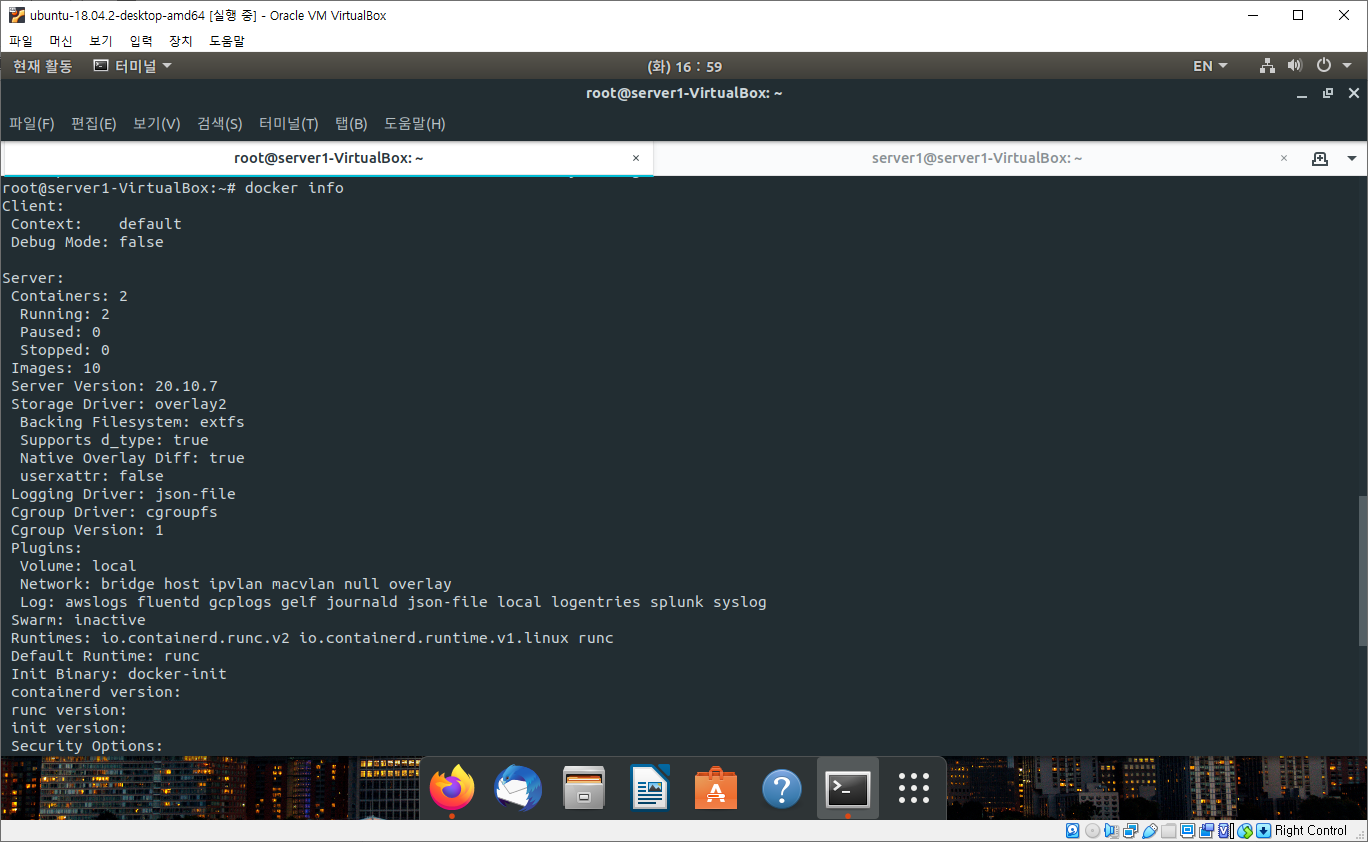 ubuntu-18.04.2-desktop-amd64 [실행 중] - Oracle VM VirtualBox
파일 머신 보기 입력 장치 도움말
현재 활동 터미널 (화) 16 : 59 EN
root@server1-VirtualBox: ~
파일(F) 편집(E) 보기(V) 검색(S) 터미널(T) 탭(B) 도움말(H)
root@server1-VirtualBox: ~ × server1@server1-VirtualBox: ~ ×
root@server1-VirtualBox:~# docker info
Client:
 Context:    default
 Debug Mode: false

Server:
 Containers: 2
  Running: 2
  Paused: 0
  Stopped: 0
 Images: 10
 Server Version: 20.10.7
 Storage Driver: overlay2
  Backing Filesystem: extfs
  Supports d_type: true
  Native Overlay Diff: true
  userxattr: false
 Logging Driver: json-file
 Cgroup Driver: cgroupfs
 Cgroup Version: 1
 Plugins:
  Volume: local
  Network: bridge host ipvlan macvlan null overlay
  Log: awslogs fluentd gcplogs gelf journald json-file local logentries splunk syslog
 Swarm: inactive
 Runtimes: io.containerd.runc.v2 io.containerd.runtime.v1.linux runc
 Default Runtime: runc
 Init Binary: docker-init
 containerd version:
 runc version:
 init version:
 Security Options:
Right Control